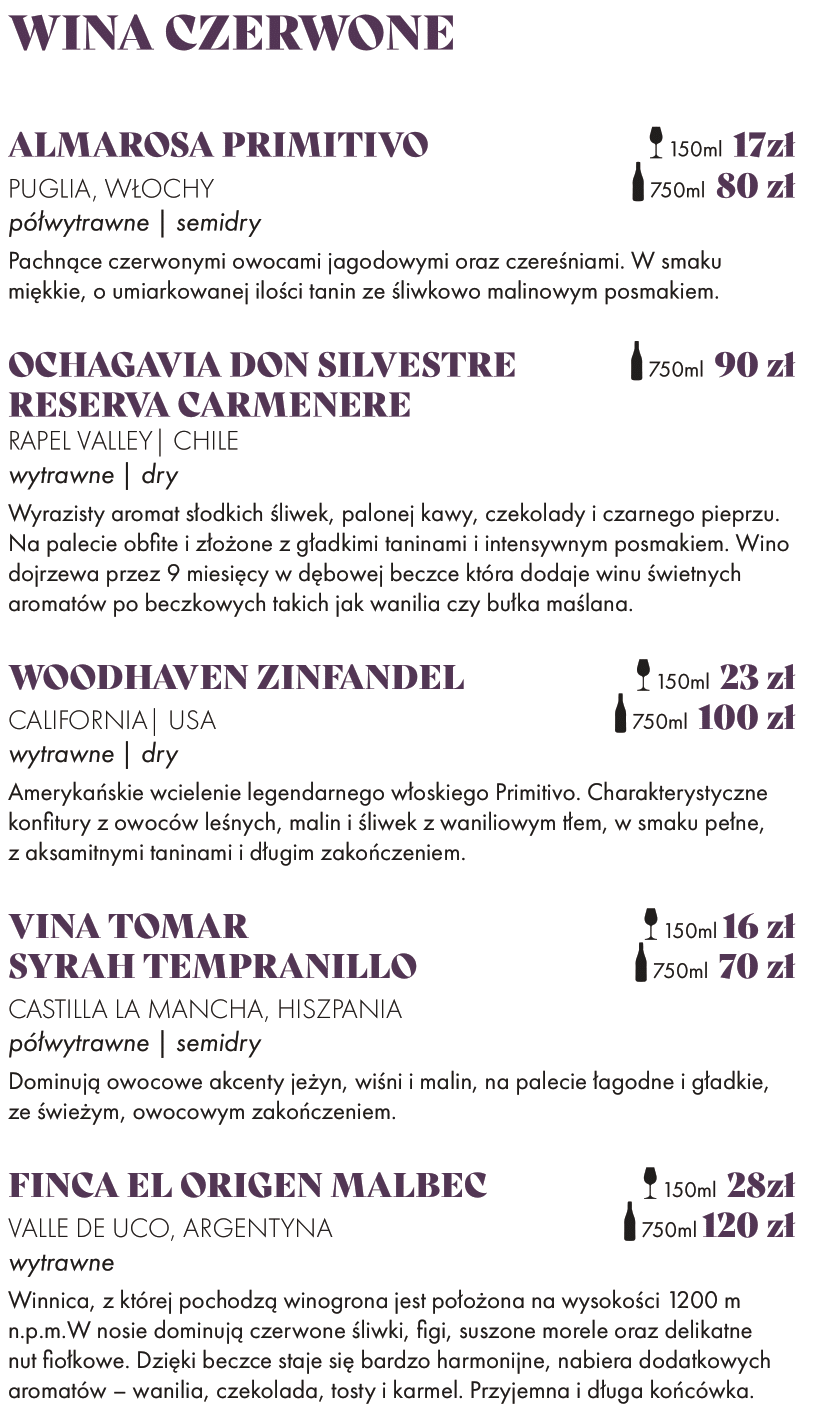 WINA CZERWONE
ALMAROSA PRIMITIVO
150ml 17zł
PUGLIA, WŁOCHY
750ml 80 zł
półwytrawne | semidry
Pachnące czerwonymi owocami jagodowymi oraz czereśniami. W smaku
miękkie, o umiarkowanej ilości tanin ze śliwkowo malinowym posmakiem.
OCHAGAVIA DON SILVESTRE
750ml 90 zł
RESERVA CARMENERE
RAPEL VALLEY| CHILE
wytrawne | dry
Wyrazisty aromat słodkich śliwek, palonej kawy, czekolady i czarnego pieprzu.
Na palecie obfite i złożone z gładkimi taninami i intensywnym posmakiem. Wino
dojrzewa przez 9 miesięcy w dębowej beczce która dodaje winu świetnych
aromatów po beczkowych takich jak wanilia czy bułka maślana.
WOODHAVEN ZINFANDEL
150ml 23 zł
CALIFORNIA| USA
750ml 100 zł
wytrawne | dry
Amerykańskie wcielenie legendarnego włoskiego Primitivo. Charakterystyczne
konfitury z owoców leśnych, malin i śliwek z waniliowym tłem, w smaku pełne,
z aksamitnymi taninami i długim zakończeniem.
VINA TOMAR
150ml 16 zł
SYRAH TEMPRANILLO
750ml 70 zł
CASTILLA LA MANCHA, HISZPANIA
półwytrawne | semidry
Dominują owocowe akcenty jeżyn, wiśni i malin, na palecie łagodne i gładkie,
ze świeżym, owocowym zakończeniem.
FINCA EL ORIGEN MALBEC
150ml 28zł
VALLE DE UCO, ARGENTYNA
750ml 120 zł
wytrawne
Winnica, z której pochodzą winogrona jest położona na wysokości 1200 m
n.p.m.W nosie dominują czerwone śliwki, figi, suszone morele oraz delikatne
nut fiołkowe. Dzięki beczce staje się bardzo harmonijne, nabiera dodatkowych
aromatów – wanilia, czekolada, tosty i karmel. Przyjemna i długa końcówka.